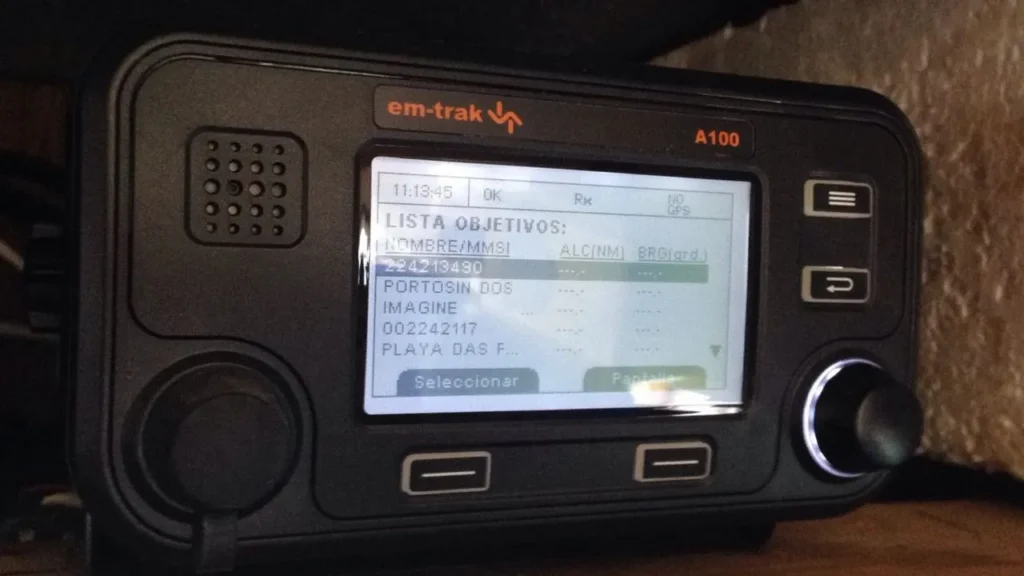 em-trak
A100
11:13:45 OK Rx NO GPS
LISTA OBJETIVOS:
NOMBRE/MMSI ALC(NM) BRG(grd.)
224213490 ---.- ---.-
PORTOSIN DOS ---.- ---.-
IMAGINE ... ---.- ---.-
002242117 ---.- ---.-
PLAYA DAS F... ---.- ---.-
Seleccionar Pantalla